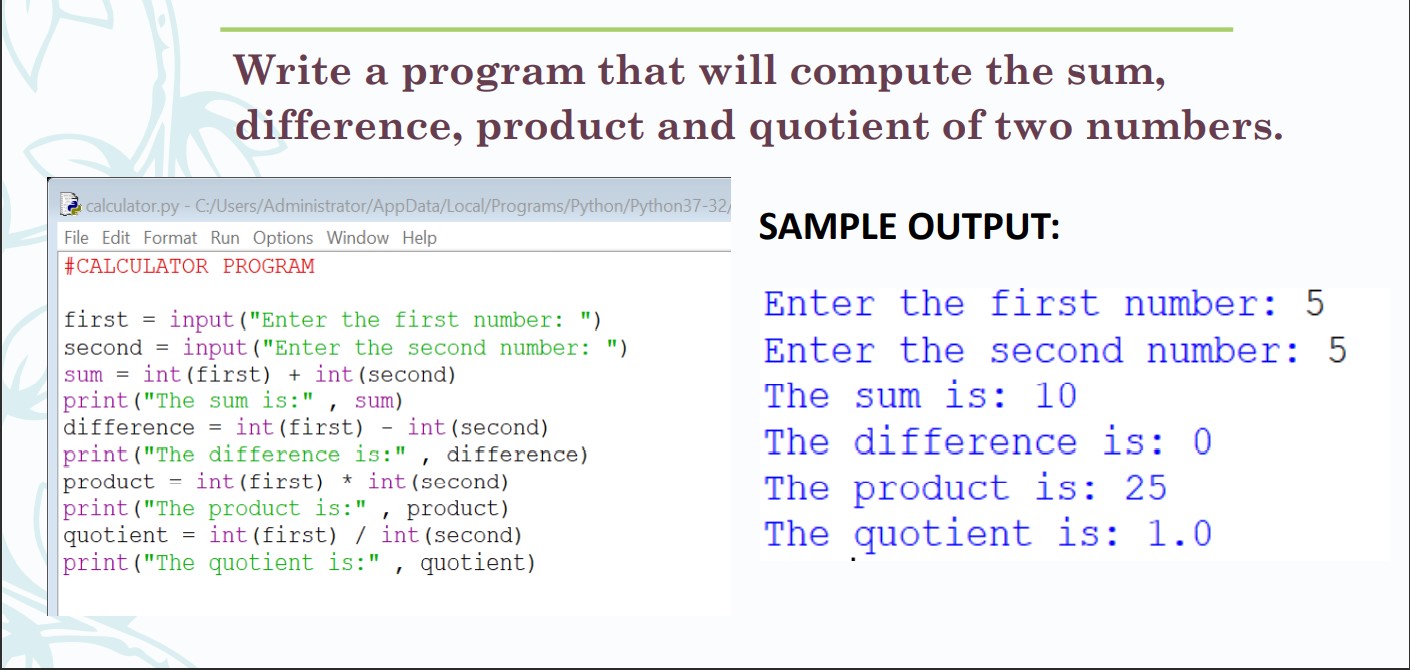 Write a program that will compute the sum,
difference, product and quotient of two numbers.
calculator.py - C:/Users/Administrator/AppData/Local/Programs/Python/Python37-32/
File Edit Format Run Options Window Help
#CALCULATOR PROGRAM
first = input("Enter the first number: ")
second = input("Enter the second number: ")
sum = int(first) + int(second)
print("The sum is:" , sum)
difference = int(first) - int(second)
print("The difference is:" , difference)
product = int(first) * int(second)
print("The product is:" , product)
quotient = int(first) / int(second)
print("The quotient is:" , quotient)
SAMPLE OUTPUT:
Enter the first number: 5
Enter the second number: 5
The sum is: 10
The difference is: 0
The product is: 25
The quotient is: 1.0